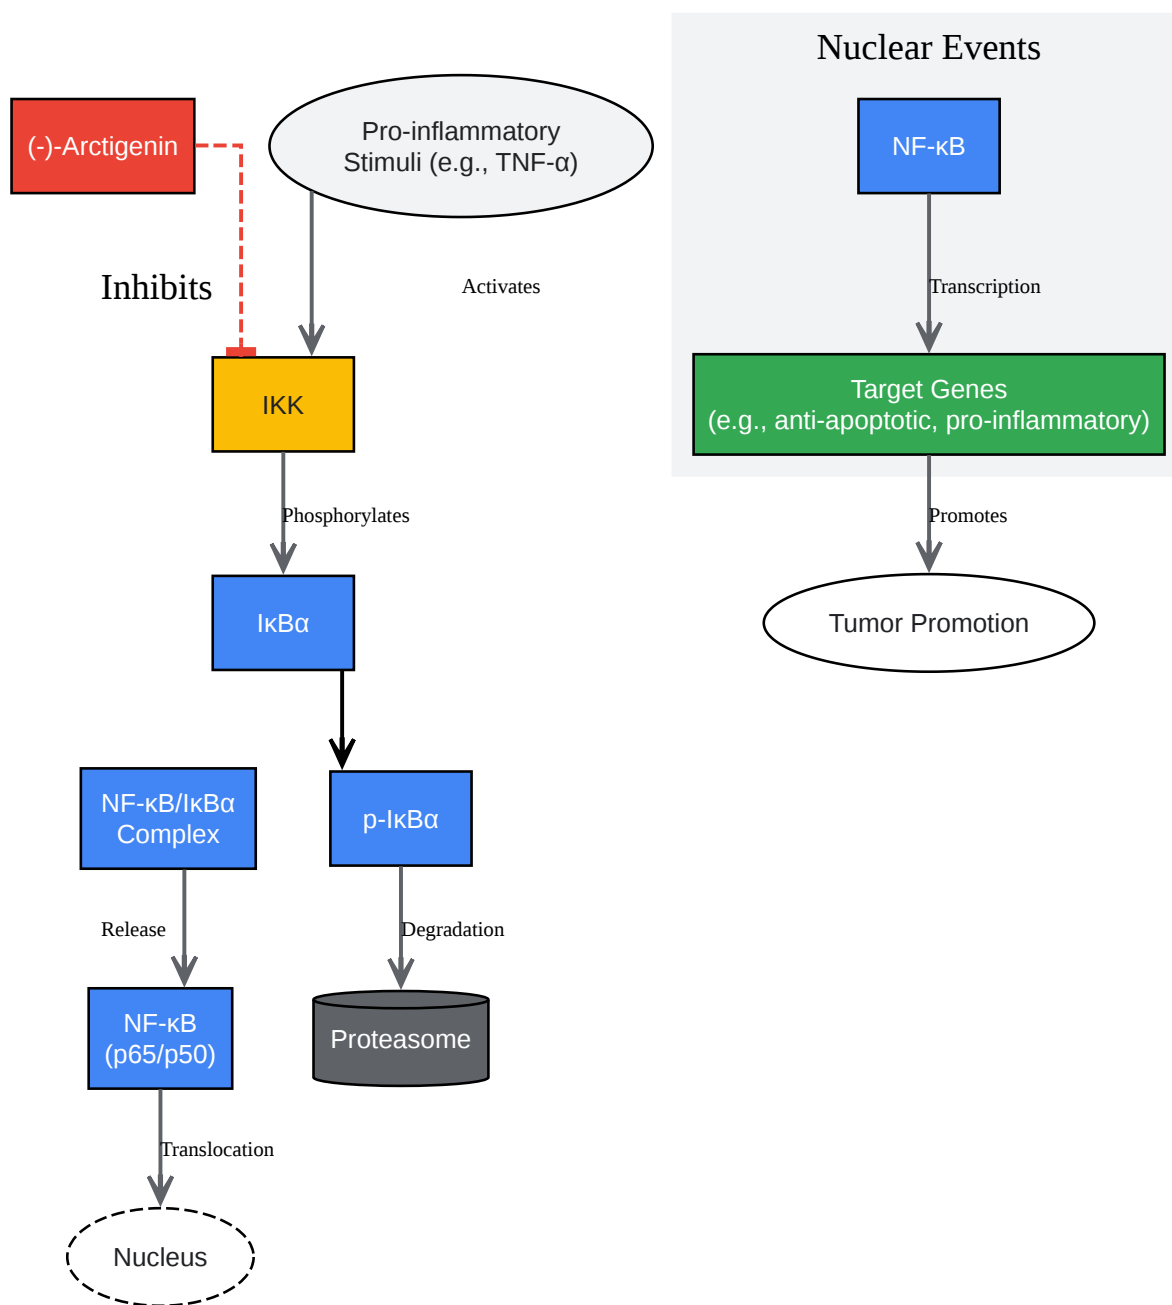 Nuclear Events
(-)-Arctigenin
Pro-inflammatory
Stimuli (e.g., TNF-α)
NF-κB
Inhibits
Activates
Transcription
IKK
Target Genes
(e.g., anti-apoptotic, pro-inflammatory)
Phosphorylates
Promotes
IκBα
Tumor Promotion
NF-κB/IκBα
Complex
p-IκBα
Release
Degradation
NF-κB
(p65/p50)
Proteasome
Translocation
Nucleus